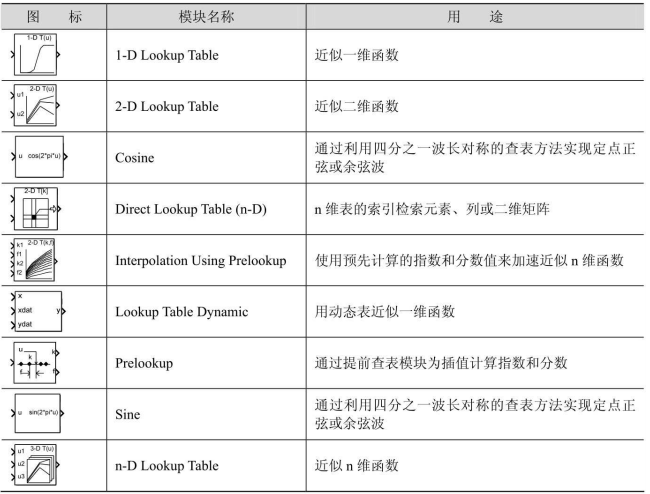 图 标 模块名称 用 途
1-D T(u)
1-D Lookup Table 近似一维函数
2-D T(u)
u1
u2
2-D Lookup Table 近似二维函数
u cos(2*pi*u)
Cosine
通过利用四分之一波长对称的查表方法实现定点正
弦或余弦波
2-D T[k]
Direct Lookup Table (n-D) n 维表的索引检索元素、列或二维矩阵
2-D T(k,f)
k1
f1
k2
f2
Interpolation Using Prelookup 使用预先计算的指数和分数值来加速近似 n 维函数
x
xdat y
ydat
Lookup Table Dynamic 用动态表近似一维函数
u k
k
f f
Prelookup 通过提前查表模块为插值计算指数和分数
u sin(2*pi*u)
Sine
通过利用四分之一波长对称的查表方法实现定点正
弦或余弦波
3-D T(u)
u1
u2
u3
n-D Lookup Table 近似 n 维函数